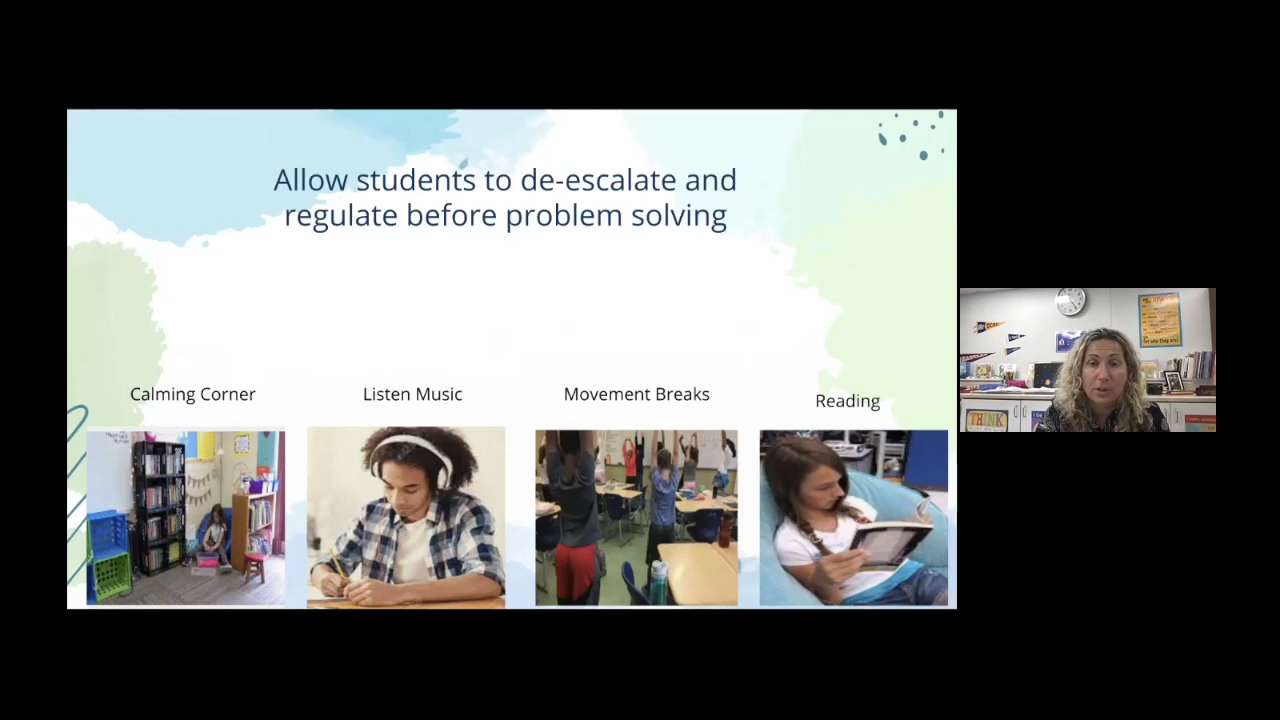 Allow students to de-escalate and
regulate before problem solving
Calming Corner
Listen Music
Movement Breaks
Reading
THINK